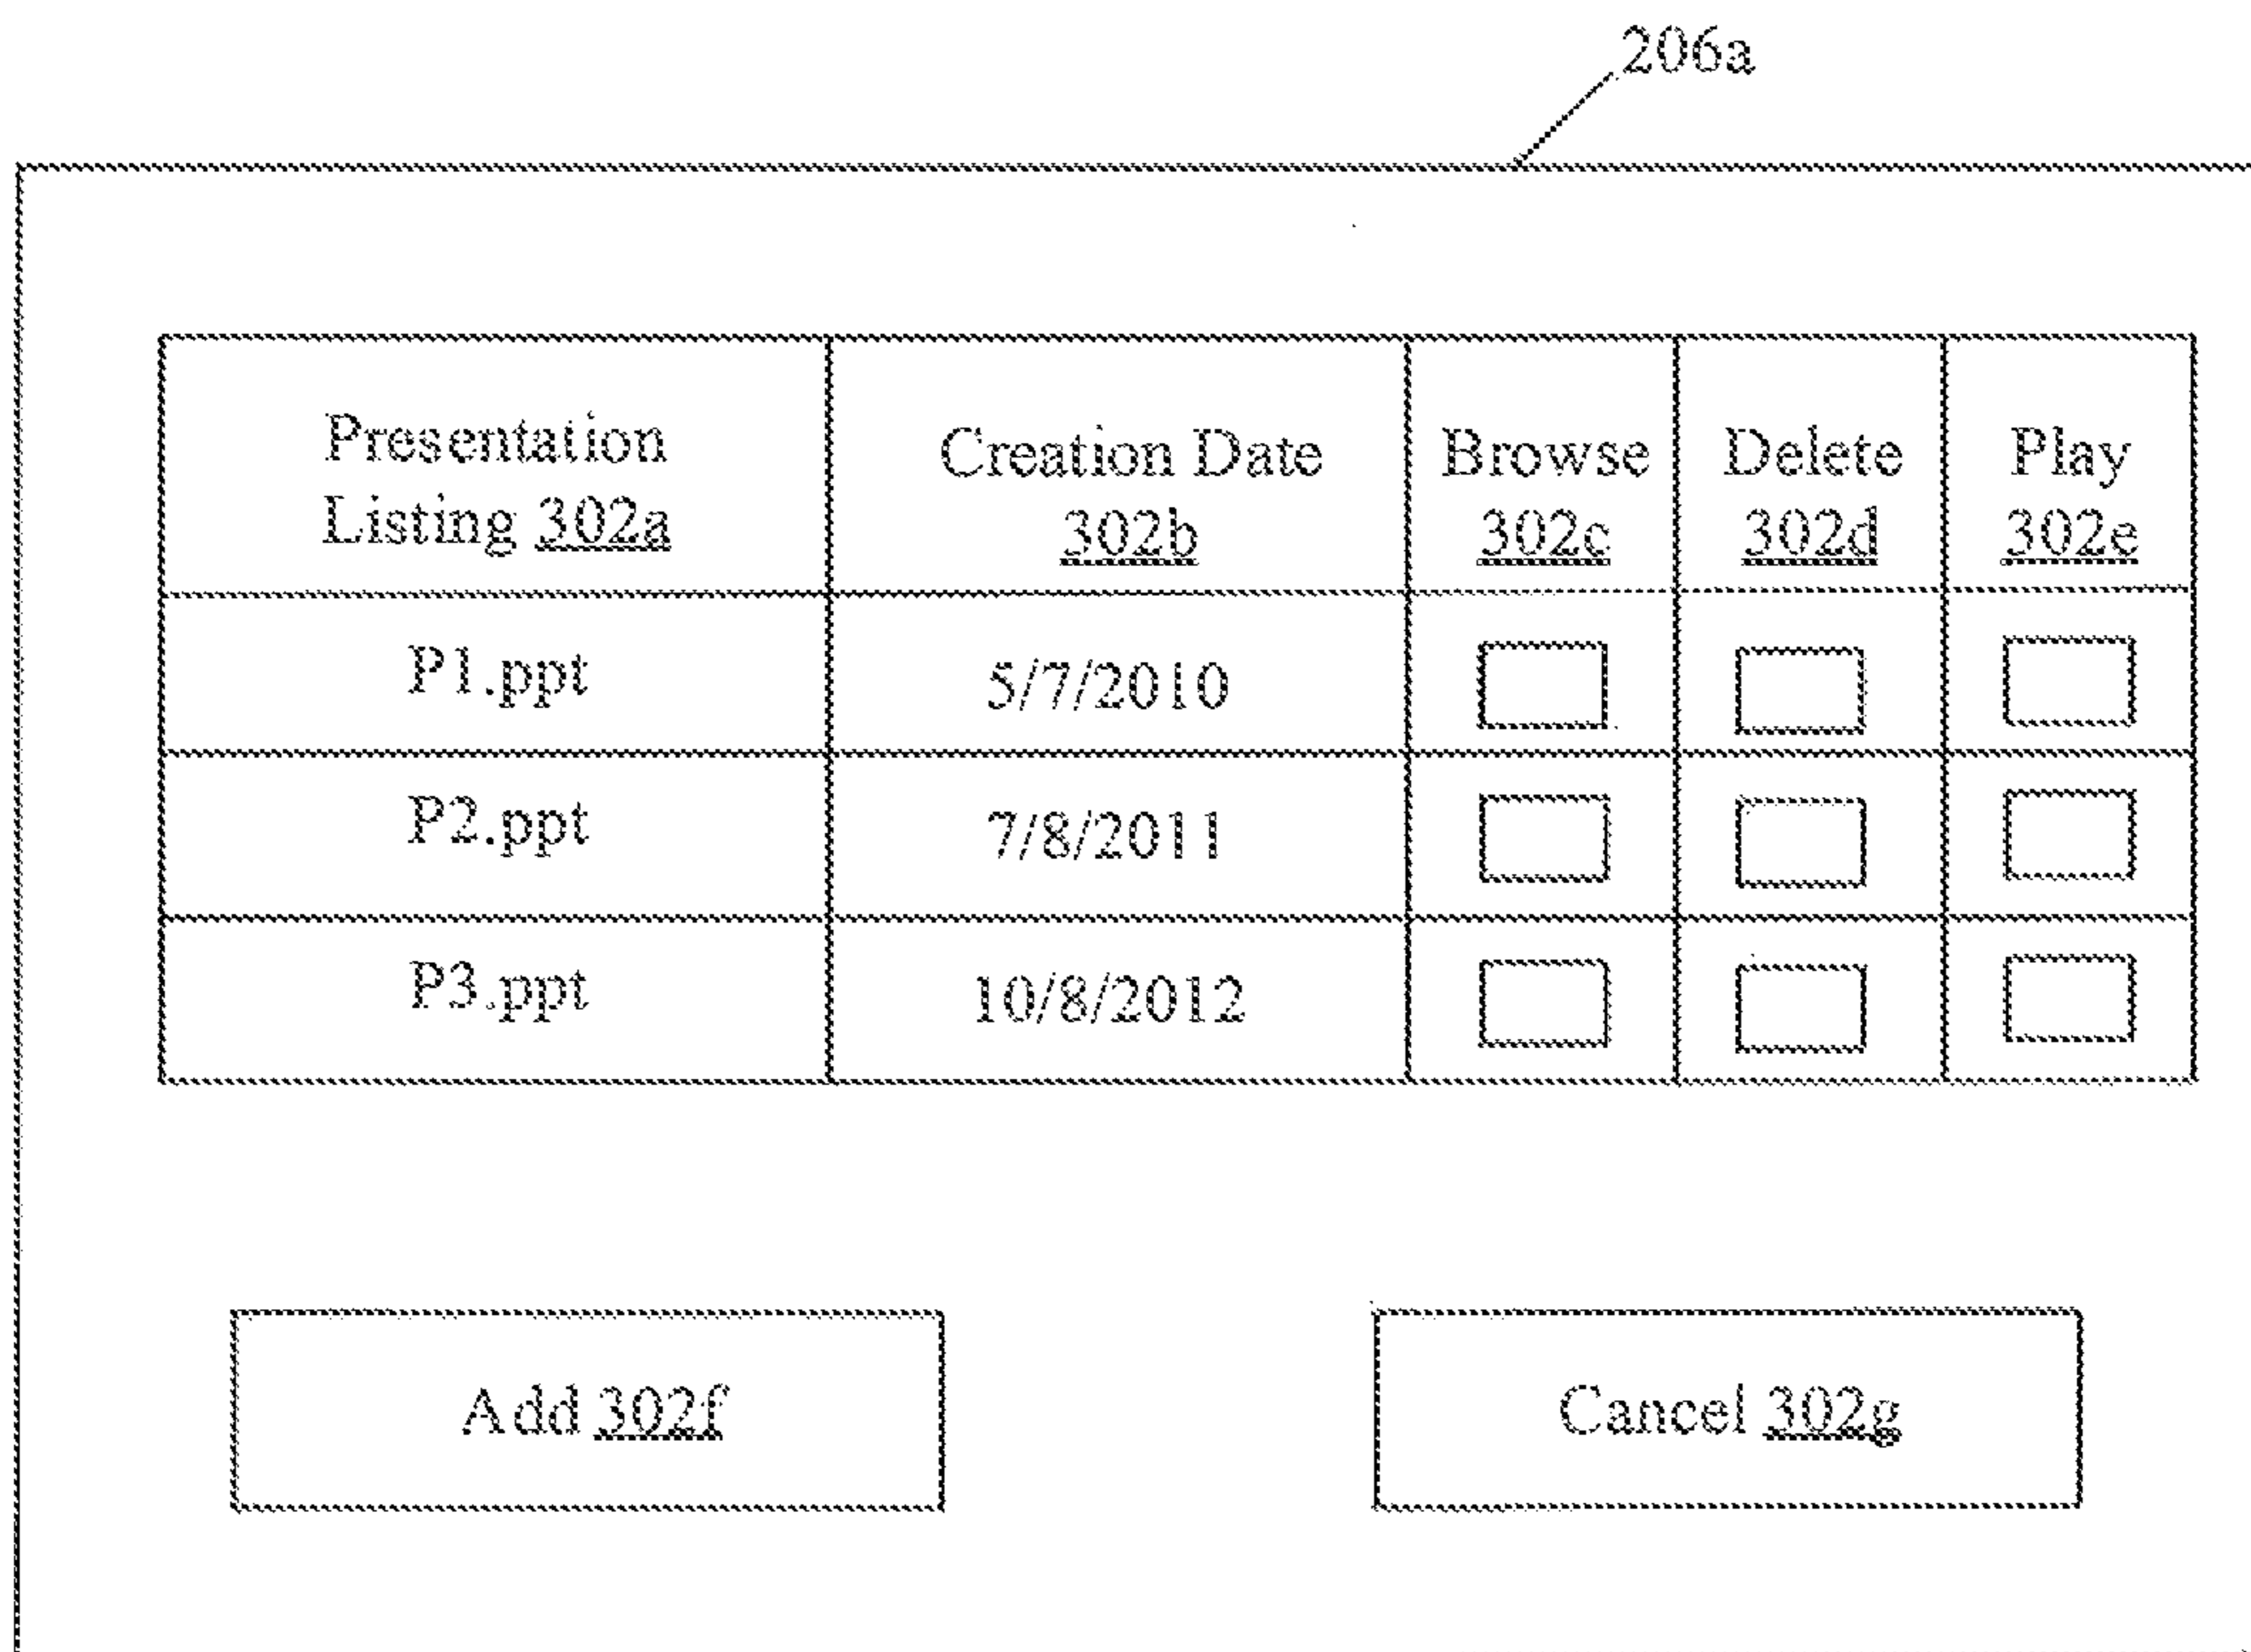 206a
Presentation
Listing 302a
Creation Date
302b
Browse
302c
Delete
302d
Play
302e
P1.ppt
5/7/2010
P2.ppt
7/8/2011
P3.ppt
10/8/2012
Add 302f
Cancel 302g